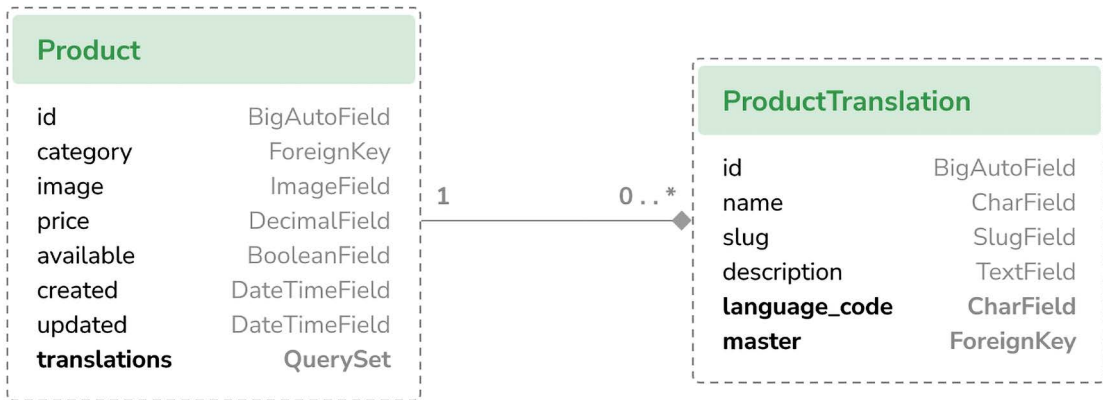 Product
id BigAutoField
category ForeignKey
image ImageField
price DecimalField
available BooleanField
created DateTimeField
updated DateTimeField
translations QuerySet
1 0..*
ProductTranslation
id BigAutoField
name CharField
slug SlugField
description TextField
language_code CharField
master ForeignKey